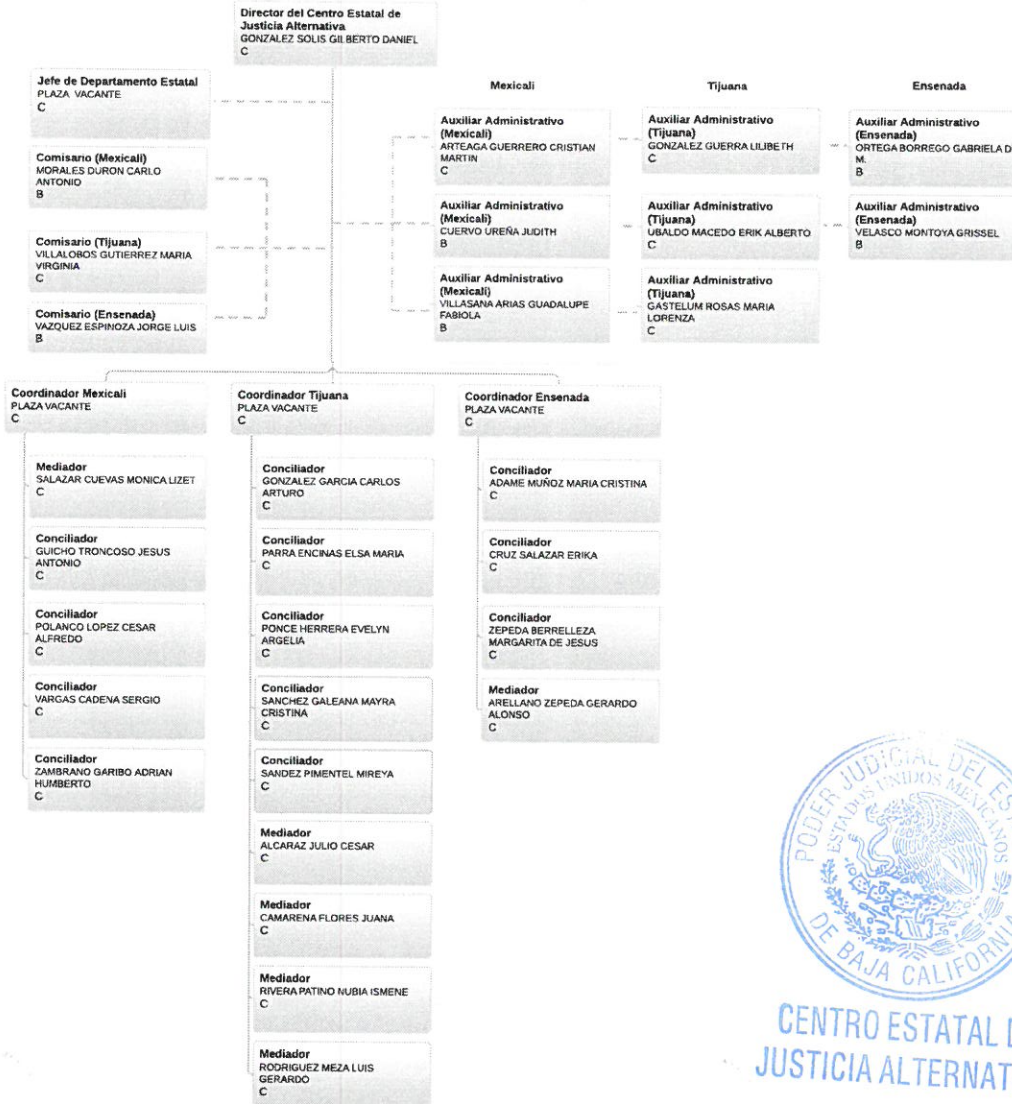 Director del Centro Estatal de
Justicia Alternativa
GONZALEZ SOLIS GILBERTO DANIEL
C
Jefe de Departamento Estatal
PLAZA VACANTE
C
Comisario (Mexicali)
MORALES DURON CARLO
ANTONIO
B
Comisario (Tijuana)
VILLALOBOS GUTIERREZ MARIA
VIRGINIA
C
Comisario (Ensenada)
VAZQUEZ ESPINOZA JORGE LUIS
B
Mexicali
Auxiliar Administrativo
(Mexicali)
ARTEAGA GUERRERO CRISTIAN
MARTIN
C
Auxiliar Administrativo
(Mexicali)
CUERVO UREÑA JUDITH
B
Auxiliar Administrativo
(Mexicali)
VILLASANA ARIAS GUADALUPE
FABIOLA
B
Tijuana
Auxiliar Administrativo
(Tijuana)
GONZALEZ GUERRA LILIBETH
C
Auxiliar Administrativo
(Tijuana)
UBALDO MACEDO ERIK ALBERTO
C
Auxiliar Administrativo
(Tijuana)
GASTELUM ROSAS MARIA
LORENZA
C
Ensenada
Auxiliar Administrativo
(Ensenada)
ORTEGA BORREGO GABRIELA D
M.
B
Auxiliar Administrativo
(Ensenada)
VELASCO MONTOYA GRISSEL
B
Coordinador Mexicali
PLAZA VACANTE
C
Mediador
SALAZAR CUEVAS MONICA LIZET
C
Conciliador
GUICHO TRONCOSO JESUS
ANTONIO
C
Conciliador
POLANCO LOPEZ CESAR
ALFREDO
C
Conciliador
VARGAS CADENA SERGIO
C
Conciliador
ZAMBRANO GARIBO ADRIAN
HUMBERTO
C
Coordinador Tijuana
PLAZA VACANTE
C
Conciliador
GONZALEZ GARCIA CARLOS
ARTURO
C
Conciliador
PARRA ENCINAS ELSA MARIA
C
Conciliador
PONCE HERRERA EVELYN
ARGELIA
C
Conciliador
SANCHEZ GALEANA MAYRA
CRISTINA
C
Conciliador
SANDEZ PIMENTEL MIREYA
C
Mediador
ALCARAZ JULIO CESAR
C
Mediador
CAMARENA FLORES JUANA
C
Mediador
RIVERA PATINO NUBIA ISMENE
C
Mediador
RODRIGUEZ MEZA LUIS
GERARDO
C
Coordinador Ensenada
PLAZA VACANTE
C
Conciliador
ADAME MUÑOZ MARIA CRISTINA
C
Conciliador
CRUZ SALAZAR ERIKA
C
Conciliador
ZEPEDA BERRELLEZA
MARGARITA DE JESUS
C
Mediador
ARELLANO ZEPEDA GERARDO
ALONSO
C
PODER JUDICIAL DEL ES
ESTADOS UNIDOS MEXICANOS
DE BAJA CALIFORNIA
CENTRO ESTATAL D
JUSTICIA ALTERNAT